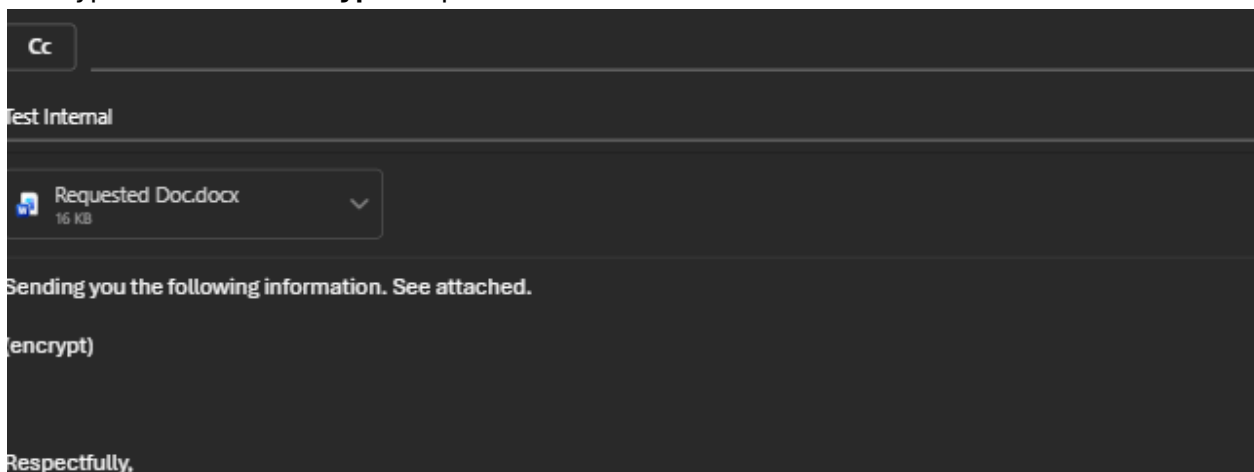 Cc
Test Internal
Requested Doc.docx
16 KB
Sending you the following information. See attached.
(encrypt)
Respectfully,